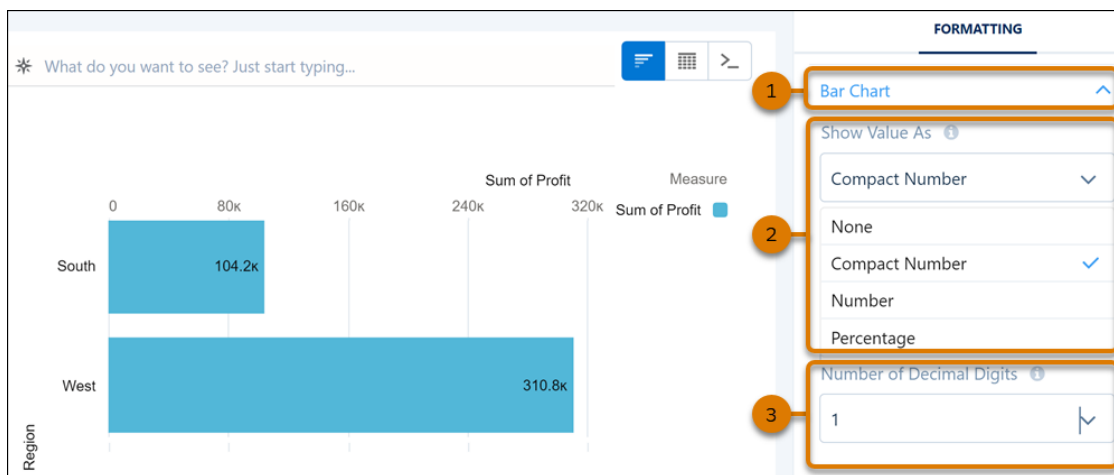 FORMATTING
What do you want to see? Just start typing...
1
Bar Chart
Show Value As
Compact Number
None
Compact Number
Number
Percentage
2
Number of Decimal Digits
1
3
Sum of Profit
Measure
0 80K 160K 240K 320K
Sum of Profit
South
104.2K
West
310.8K
Region